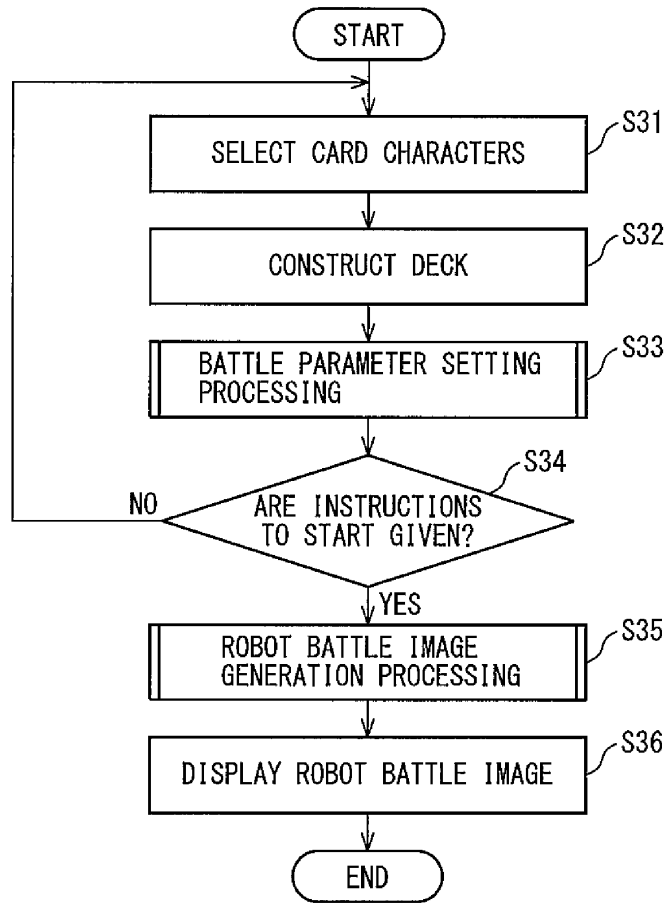 START
S31
SELECT CARD CHARACTERS
S32
CONSTRUCT DECK
S33
BATTLE PARAMETER SETTING
PROCESSING
S34
NO
ARE INSTRUCTIONS
TO START GIVEN?
YES
S35
ROBOT BATTLE IMAGE
GENERATION PROCESSING
S36
DISPLAY ROBOT BATTLE IMAGE
END